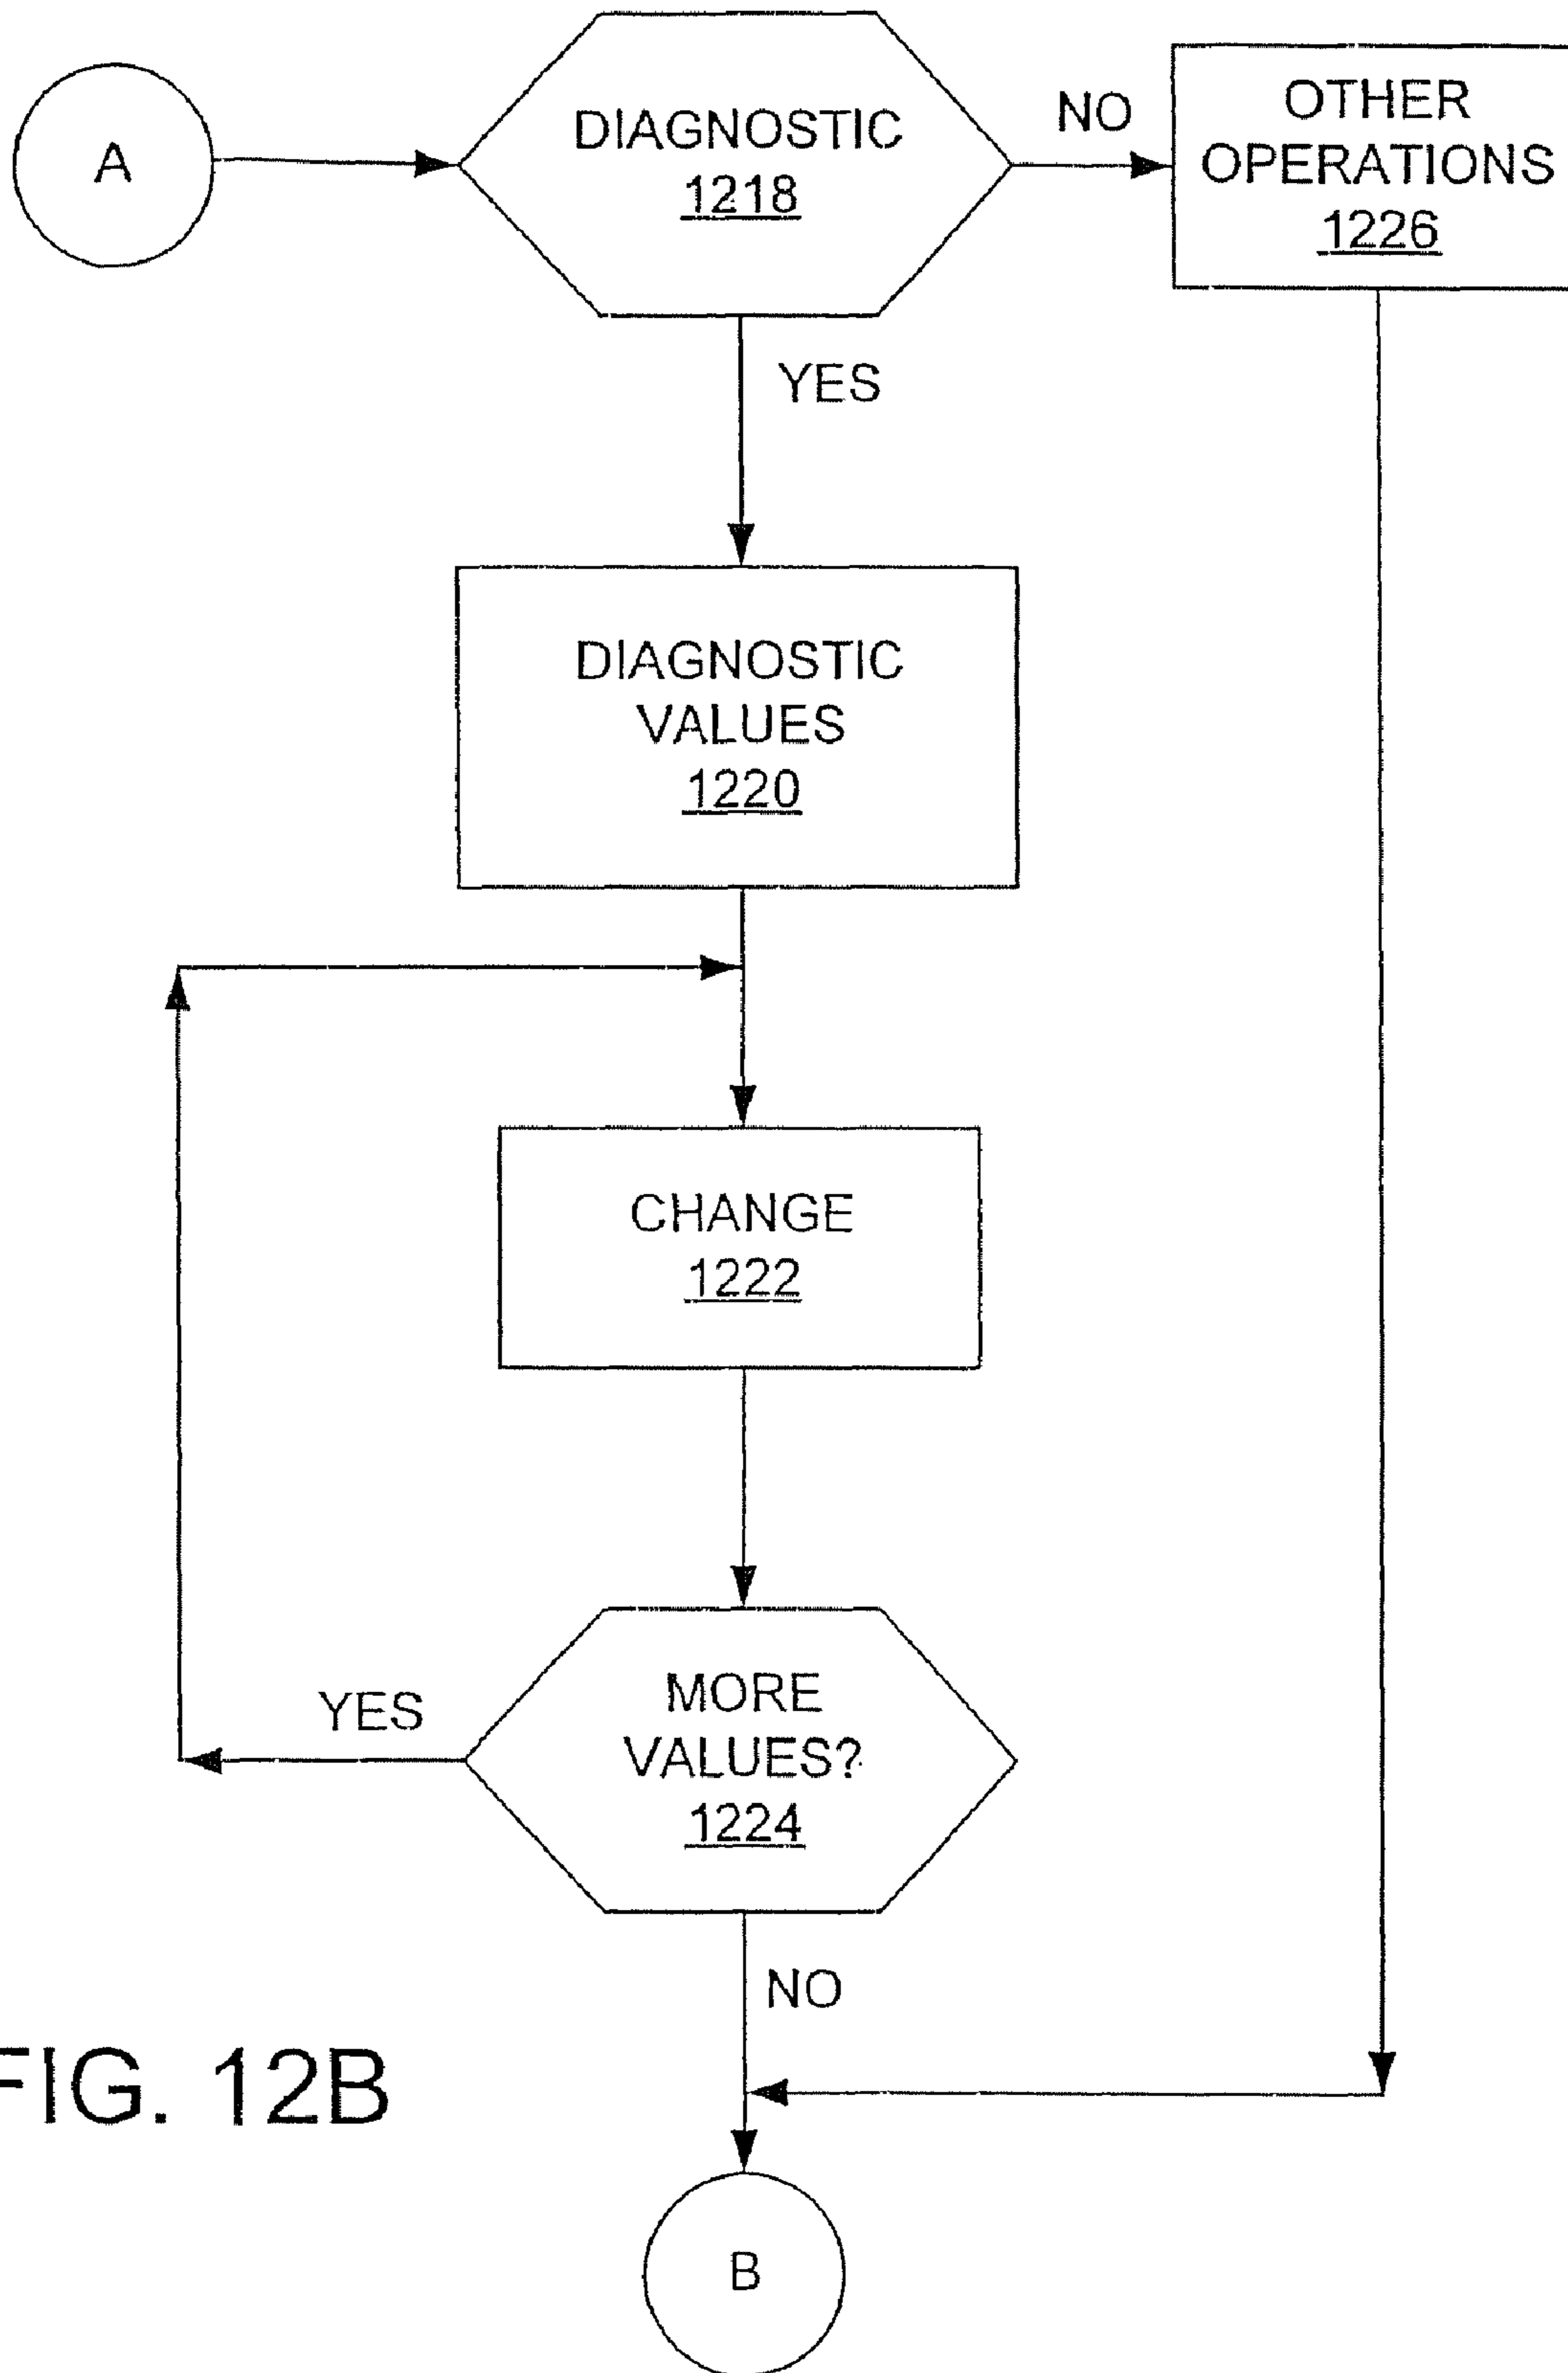 A
DIAGNOSTIC
1218
NO
OTHER
OPERATIONS
1226
YES
DIAGNOSTIC
VALUES
1220
CHANGE
1222
YES
MORE
VALUES?
1224
NO
FIG. 12B
B